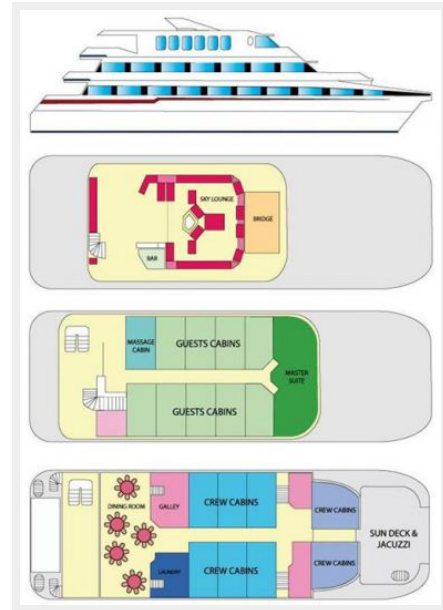 SKY LOUNGE
BRIDGE
BAR
MASSAGE
CABIN
GUESTS CABINS
MASTER
SUITE
GUESTS CABINS
DINING ROOM
GALLEY
CREW CABINS
CREW CABINS
SUN DECK &
JACUZZI
LAUNDRY
CREW CABINS
CREW CABINS